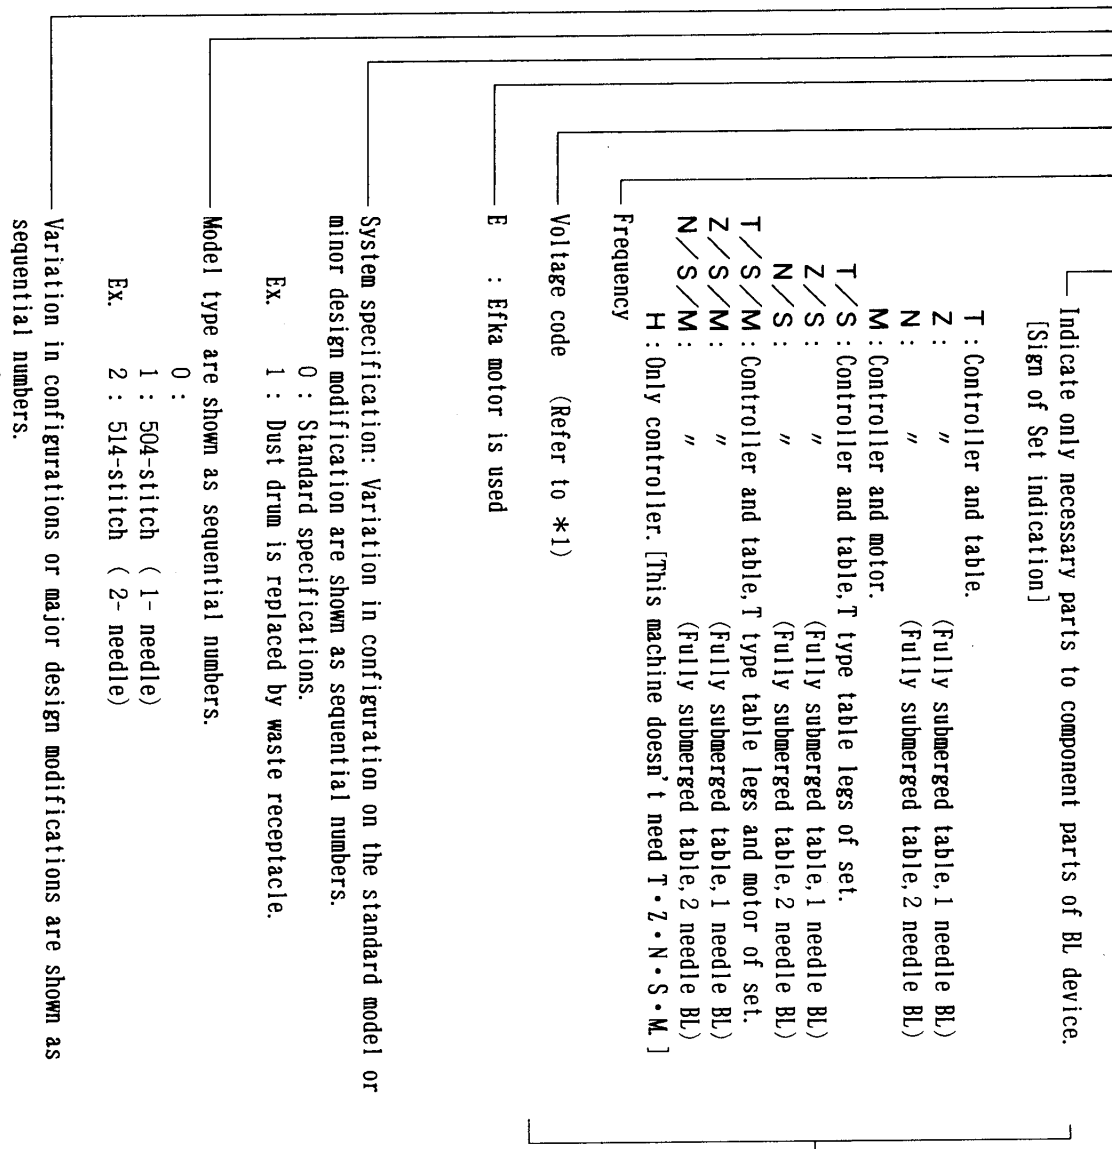 Indicate only necessary parts to component parts of BL device.
[Sign of Set indication]
T : Controller and table.
Z : 〃 (Fully submerged table, 1 needle BL)
N : 〃 (Fully submerged table, 2 needle BL)
M : Controller and motor.
T／S : Controller and table, T type table legs of set.
Z／S : 〃 (Fully submerged table, 1 needle BL)
N／S : 〃 (Fully submerged table, 2 needle BL)
T／S／M : Controller and table, T type table legs and motor of set.
Z／S／M : 〃 (Fully submerged table, 1 needle BL)
N／S／M : 〃 (Fully submerged table, 2 needle BL)
H : Only controller. [This machine doesn't need T・Z・N・S・M. ]
Frequency
Voltage code (Refer to *1)
E : Efka motor is used
System specification: Variation in configuration on the standard model or
minor design modification are shown as sequential numbers.
0 : Standard specifications.
Ex. 1 : Dust drum is replaced by waste receptacle.
Model type are shown as sequential numbers.
0 :
1 : 504-stitch ( 1- needle)
Ex. 2 : 514-stitch ( 2- needle)
Variation in configurations or major design modifications are shown as
sequential numbers.